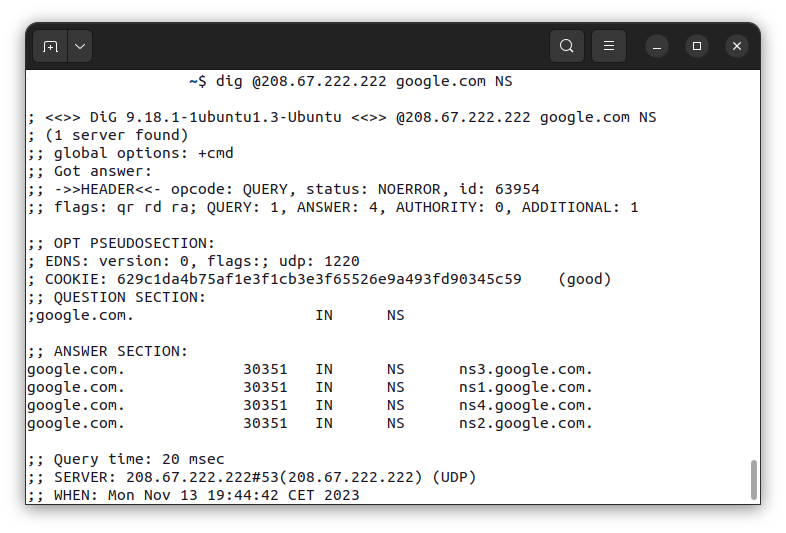 ~$ dig @208.67.222.222 google.com NS
; <<>> DiG 9.18.1-1ubuntu1.3-Ubuntu <<>> @208.67.222.222 google.com NS
; (1 server found)
;; global options: +cmd
;; Got answer:
;; ->>HEADER<<- opcode: QUERY, status: NOERROR, id: 63954
;; flags: qr rd ra; QUERY: 1, ANSWER: 4, AUTHORITY: 0, ADDITIONAL: 1
;; OPT PSEUDOSECTION:
; EDNS: version: 0, flags:; udp: 1220
; COOKIE: 629c1da4b75af1e3f1cb3e3f65526e9a493fd90345c59 (good)
;; QUESTION SECTION:
;google.com. IN NS
;; ANSWER SECTION:
google.com. 30351 IN NS ns3.google.com.
google.com. 30351 IN NS ns1.google.com.
google.com. 30351 IN NS ns4.google.com.
google.com. 30351 IN NS ns2.google.com.
;; Query time: 20 msec
;; SERVER: 208.67.222.222#53(208.67.222.222) (UDP)
;; WHEN: Mon Nov 13 19:44:42 CET 2023